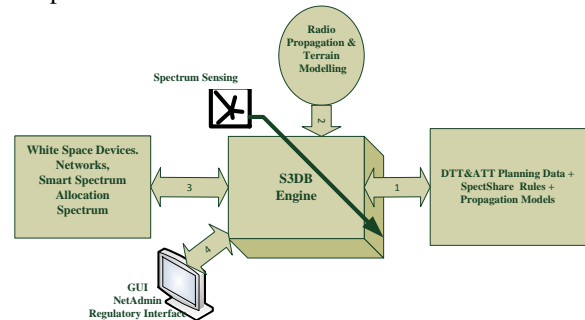 Radio
Propagation &
Terrain
Modelling
Spectrum Sensing
2
White Space Devices.
Networks,
Smart Spectrum
Allocation
Spectrum
3
S3DB
Engine
1
DTT&ATT Planning Data +
SpectShare Rules +
Propagation Models
4
GUI
NetAdmin
Regulatory Interface